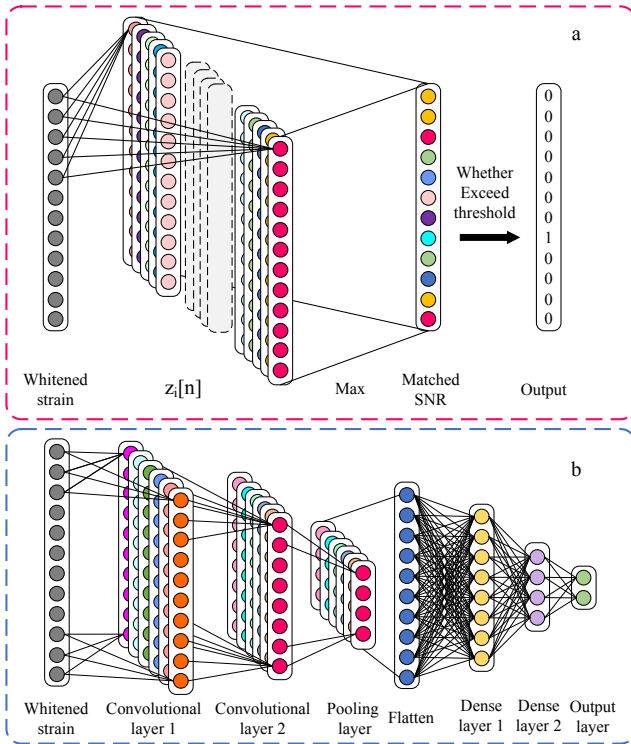 a
0
0
0
0
0
0
0
1
0
0
0
0
Whether
Exceed
threshold
Whitened
strain
zᵢ[n]
Max
Matched
SNR
Output
b
Whitened
strain
Convolutional
layer 1
Convolutional
layer 2
Pooling
layer
Flatten
Dense
layer 1
Dense
layer 2
Output
layer